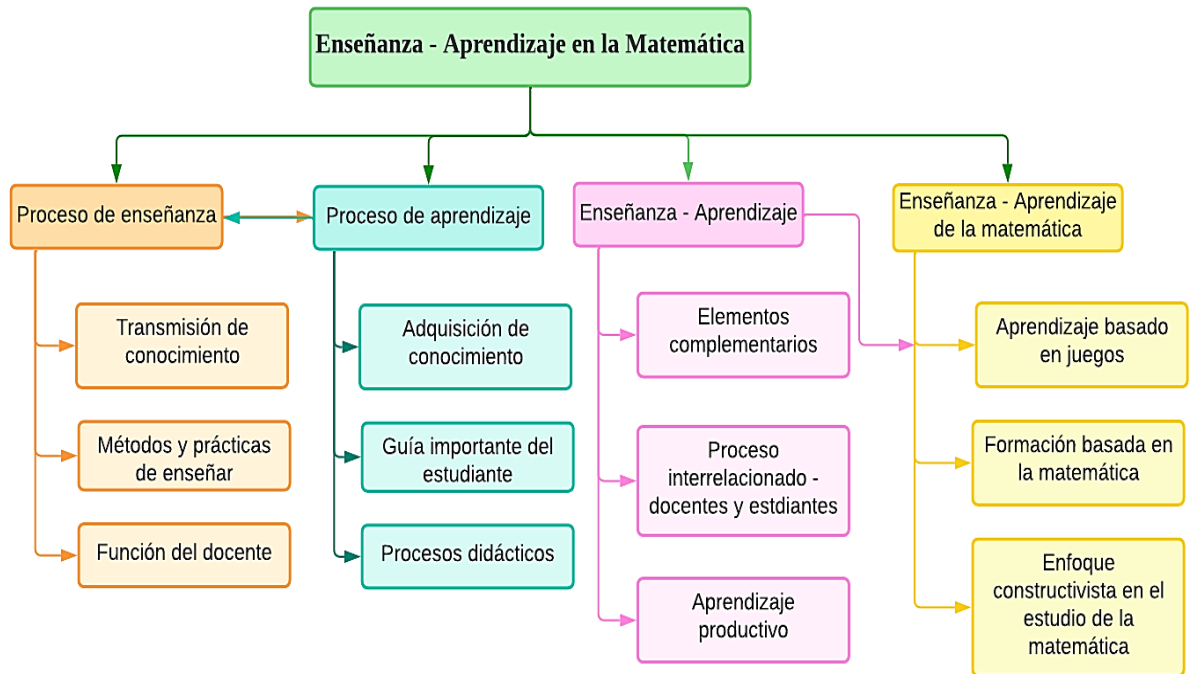 Enseñanza - Aprendizaje en la Matemática
Proceso de enseñanza
Transmisión de
conocimiento
Métodos y prácticas
de enseñar
Función del docente
Proceso de aprendizaje
Adquisición de
conocimiento
Guía importante del
estudiante
Procesos didácticos
Enseñanza - Aprendizaje
Elementos
complementarios
Proceso
interrelacionado -
docentes y estdiantes
Aprendizaje
productivo
Enseñanza - Aprendizaje
de la matemática
Aprendizaje basado
en juegos
Formación basada en
la matemática
Enfoque
constructivista en el
estudio de la
matemática